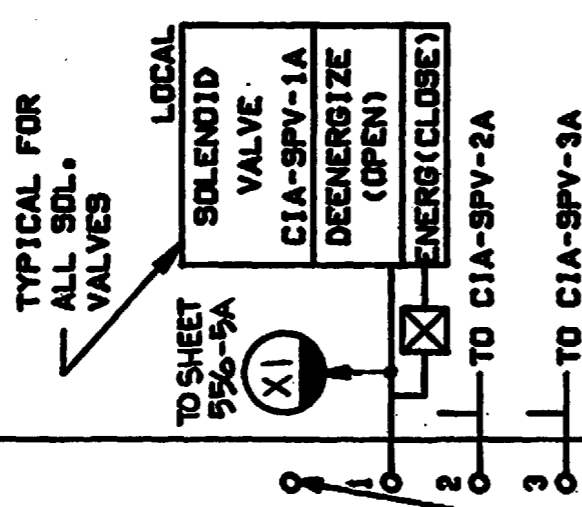 TYPICAL FOR
ALL SOL.
VALVES
LOCAL
SOLENOID
VALVE
CIA-SPV-1A
DEENERGIZE
(OPEN)
ENERG(CLOSE)
TO SHEET
556-5A
XI
1
2
TO CIA-SPV-2A
3
TO CIA-SPV-3A